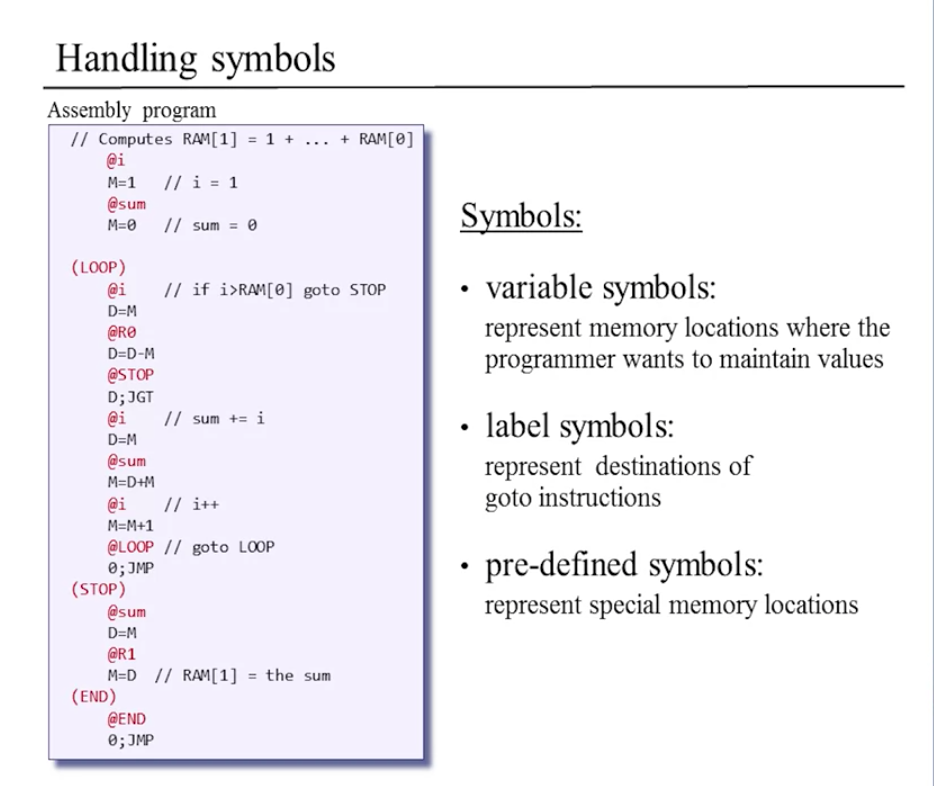 Handling symbols
Assembly program
// Computes RAM[1] = 1 + ... + RAM[0]
@i
M=1 // i = 1
@sum
M=0 // sum = 0
(LOOP)
@i // if i>RAM[0] goto STOP
D=M
@R0
D=D-M
@STOP
D;JGT
@i // sum += i
D=M
@sum
M=D+M
@i // i++
M=M+1
@LOOP // goto LOOP
0;JMP
(STOP)
@sum
D=M
@R1
M=D // RAM[1] = the sum
(END)
@END
0;JMP
Symbols:
• variable symbols:
represent memory locations where the
programmer wants to maintain values
• label symbols:
represent destinations of
goto instructions
• pre-defined symbols:
represent special memory locations